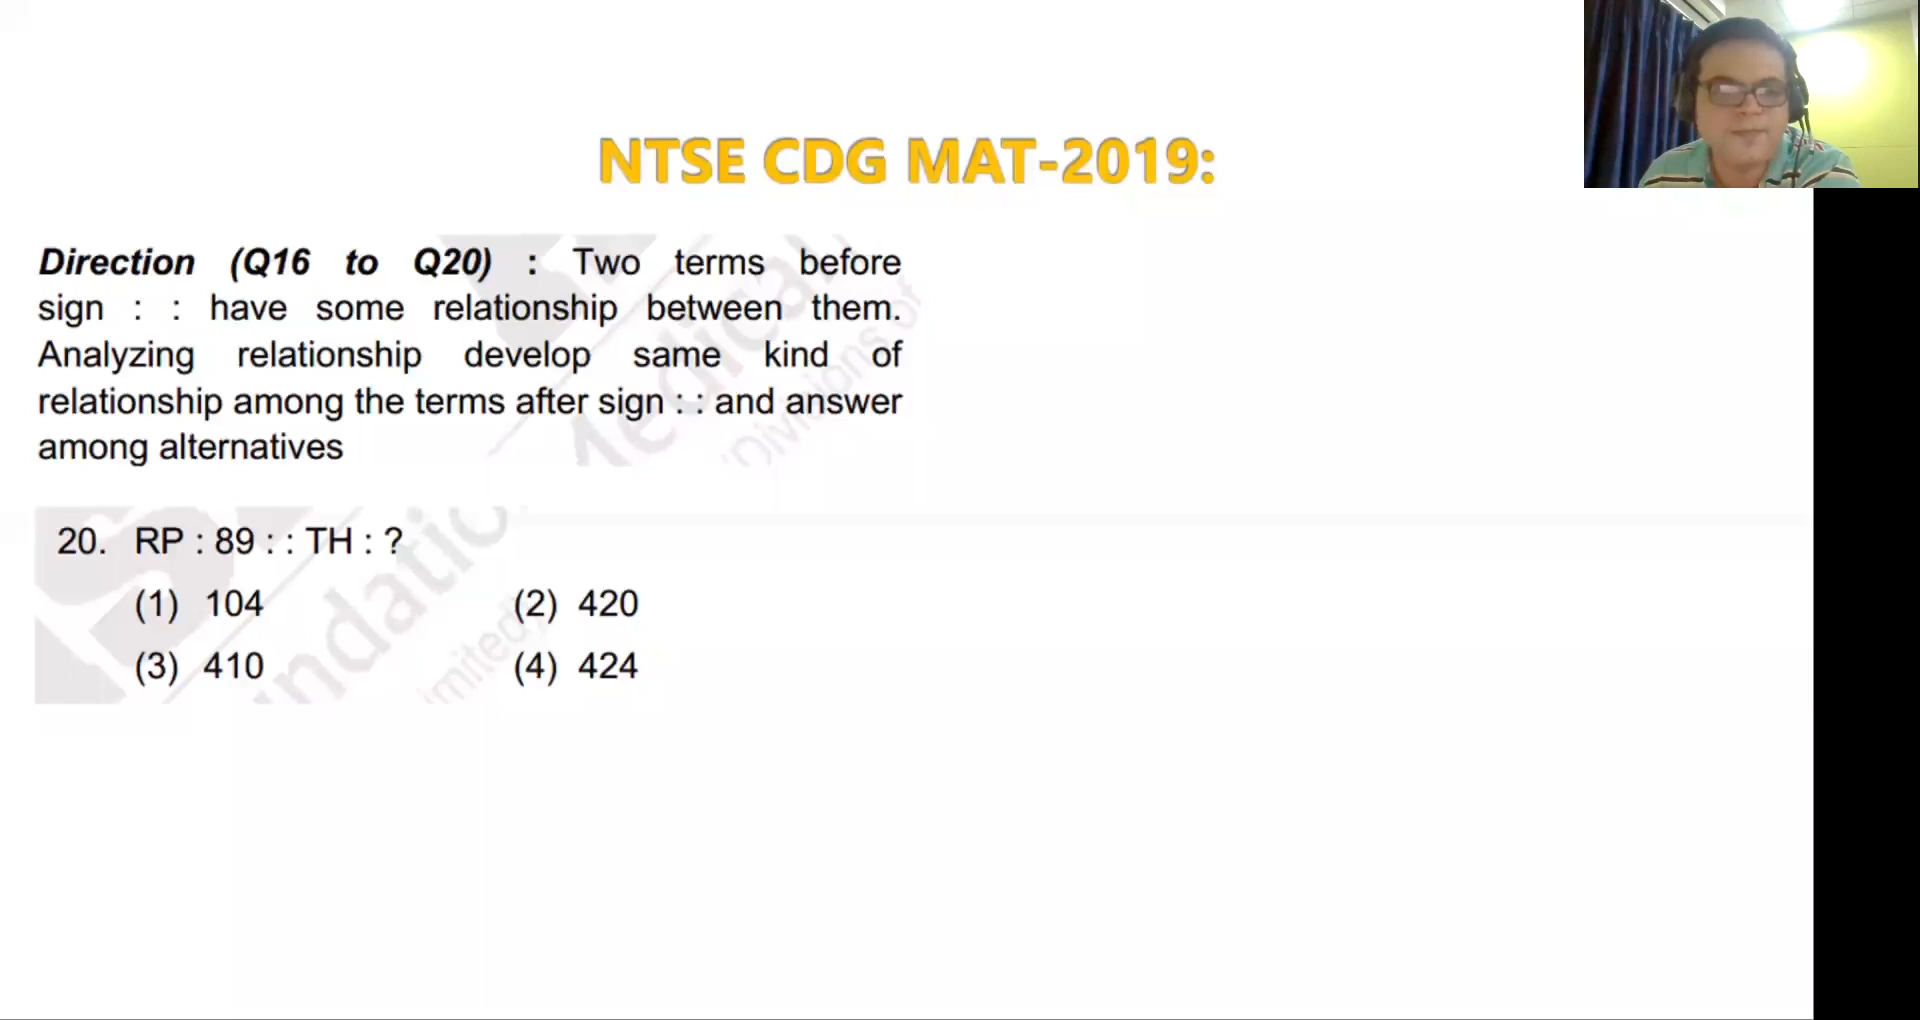 NTSE CDG MAT-2019:
Direction (Q16 to Q20) : Two terms before
sign : : have some relationship between them.
Analyzing relationship develop same kind of
relationship among the terms after sign : : and answer
among alternatives
20. RP : 89 : : TH : ?
(1) 104 (2) 420
(3) 410 (4) 424